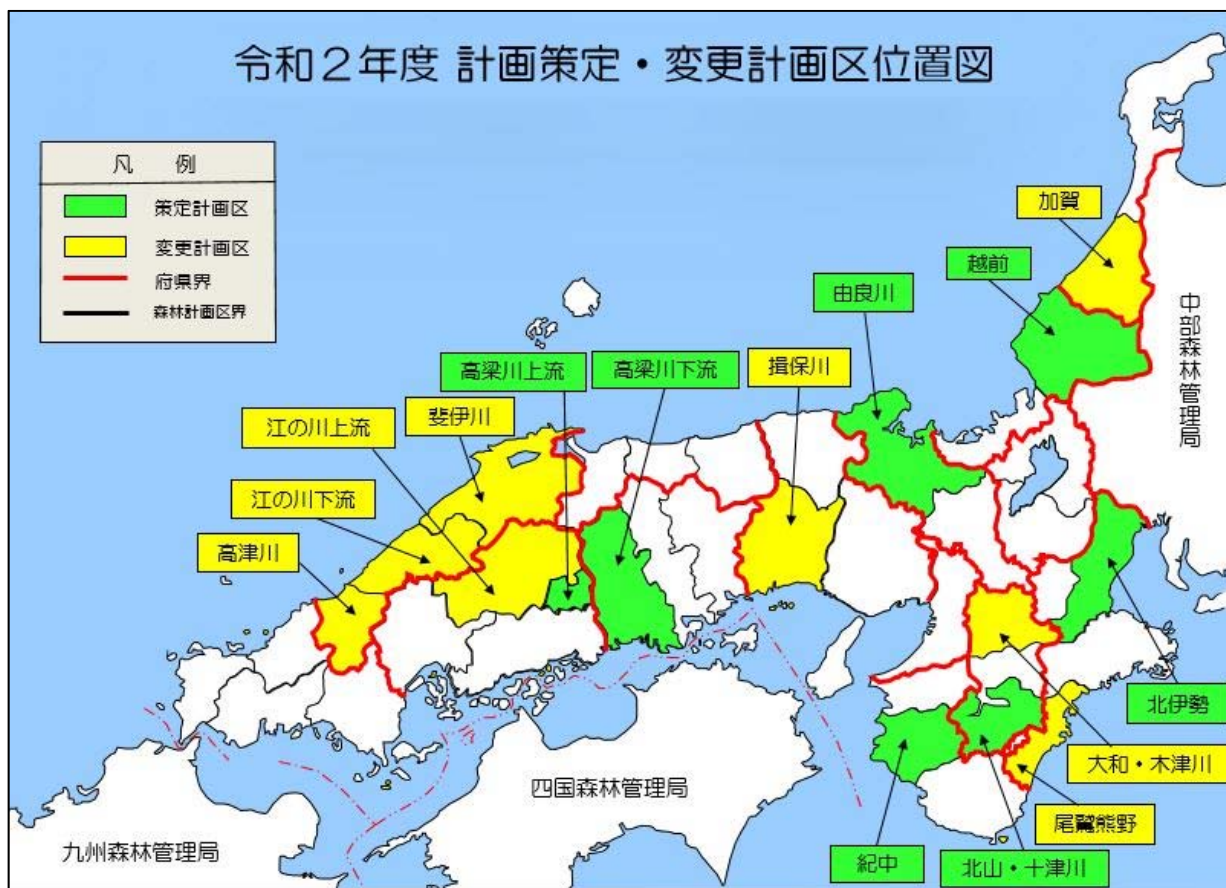 令和2年度 計画策定・変更計画区位置図
凡 例
策定計画区
変更計画区
府県界
森林計画区界
加賀
越前
由良川
高梁川上流
高梁川下流
揖保川
斐伊川
江の川上流
江の川下流
高津川
中部森林管理局
北伊勢
大和・木津川
尾鷲熊野
北山・十津川
紀中
四国森林管理局
九州森林管理局